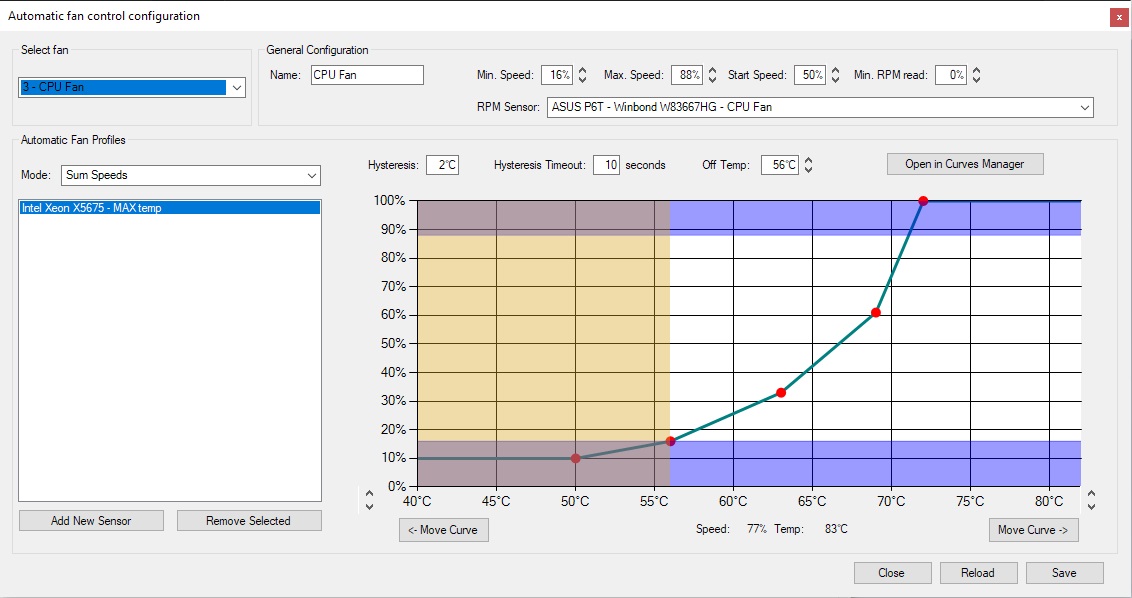 Automatic fan control configuration
x
Select fan
3 - CPU Fan
General Configuration
Name: CPU Fan
Min. Speed: 16% Max. Speed: 88% Start Speed: 50% Min. RPM read: 0%
RPM Sensor: ASUS P6T - Winbond W83667HG - CPU Fan
Automatic Fan Profiles
Mode: Sum Speeds
Hysteresis: 2°C Hysteresis Timeout: 10 seconds Off Temp: 56°C Open in Curves Manager
Intel Xeon X5675 - MAX temp
100%
90%
80%
70%
60%
50%
40%
30%
20%
10%
0%
40°C 45°C 50°C 55°C 60°C 65°C 70°C 75°C 80°C
Add New Sensor Remove Selected
<- Move Curve Speed: 77% Temp: 83°C Move Curve ->
Close Reload Save